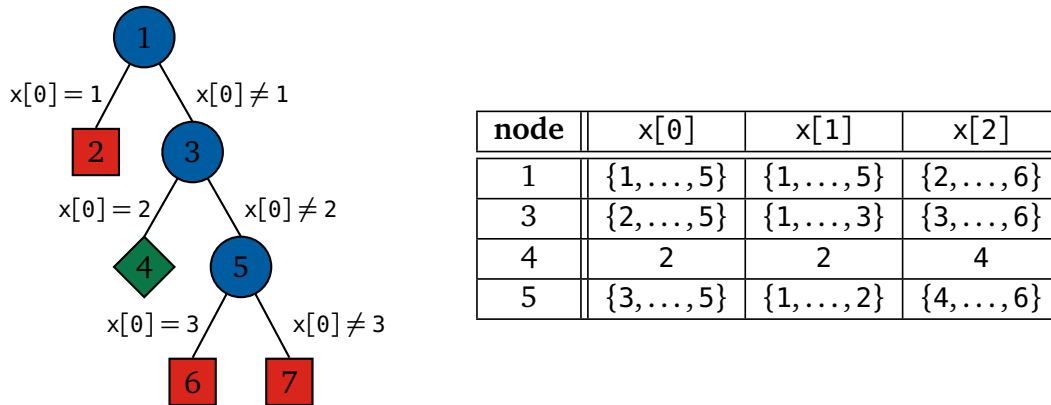 1
x[0] = 1
x[0] ≠ 1
2
3
x[0] = 2
x[0] ≠ 2
4
5
x[0] = 3
x[0] ≠ 3
6
7
node x[0] x[1] x[2]
1 {1,...,5} {1,...,5} {2,...,6}
3 {2,...,5} {1,...,3} {3,...,6}
4 2 2 4
5 {3,...,5} {1,...,2} {4,...,6}